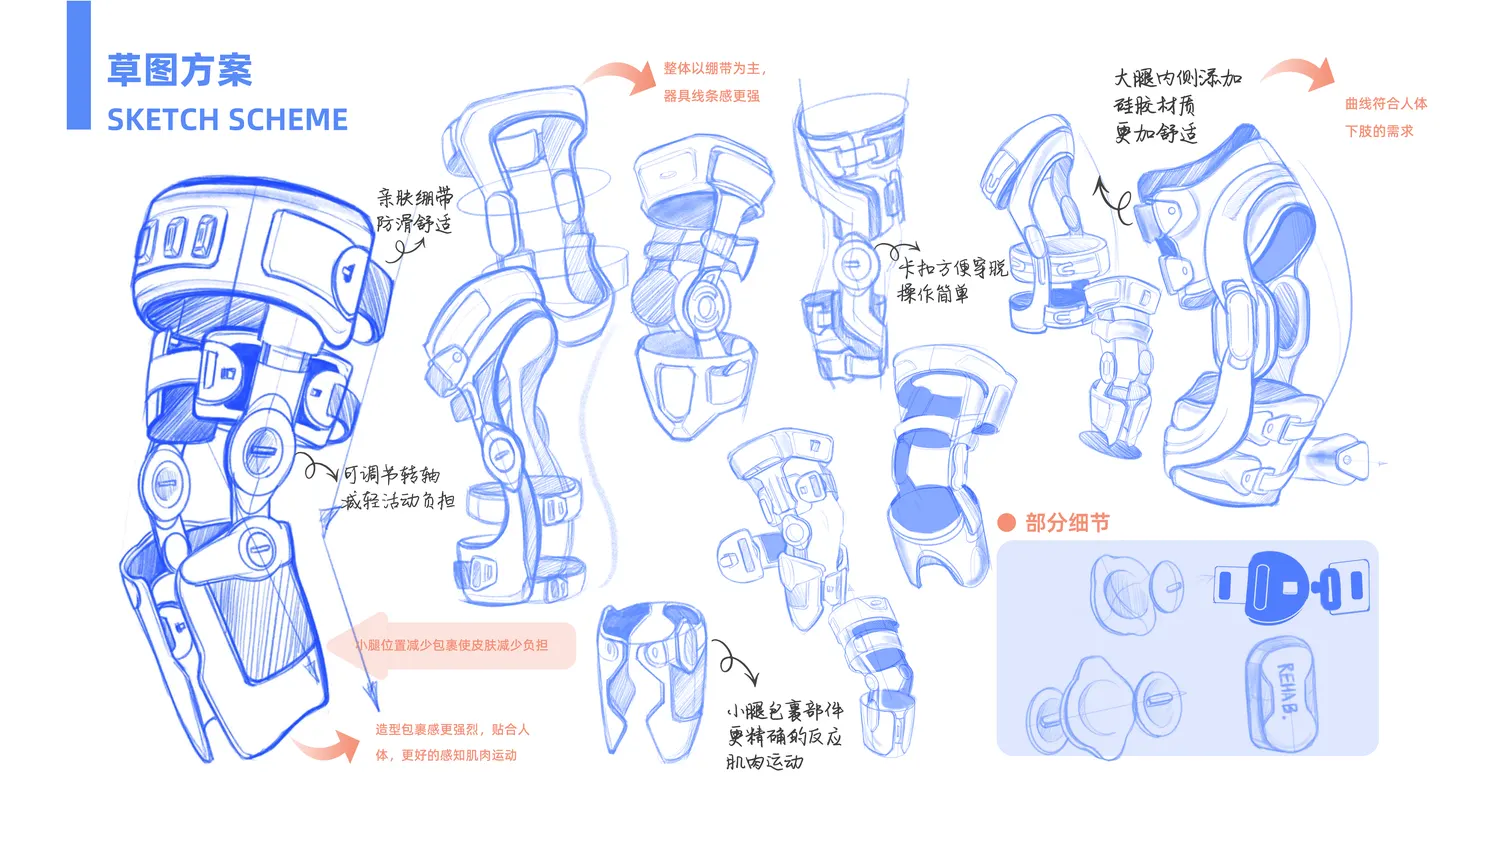 草图方案
SKETCH SCHEME
亲肤绷带
防滑舒适
整体以绷带为主，
器具线条感更强
大腿内侧添加
硅胶材质
更加舒适
曲线符合人体
下肢的需求
卡扣方便穿脱
操作简单
可调节转轴
减轻活动负担
小腿位置减少包裹使皮肤减少负担
造型包裹感更强烈，贴合人
体，更好的感知肌肉运动
小腿包裹部件
更精确的反应
肌肉运动
部分细节
REHAB.